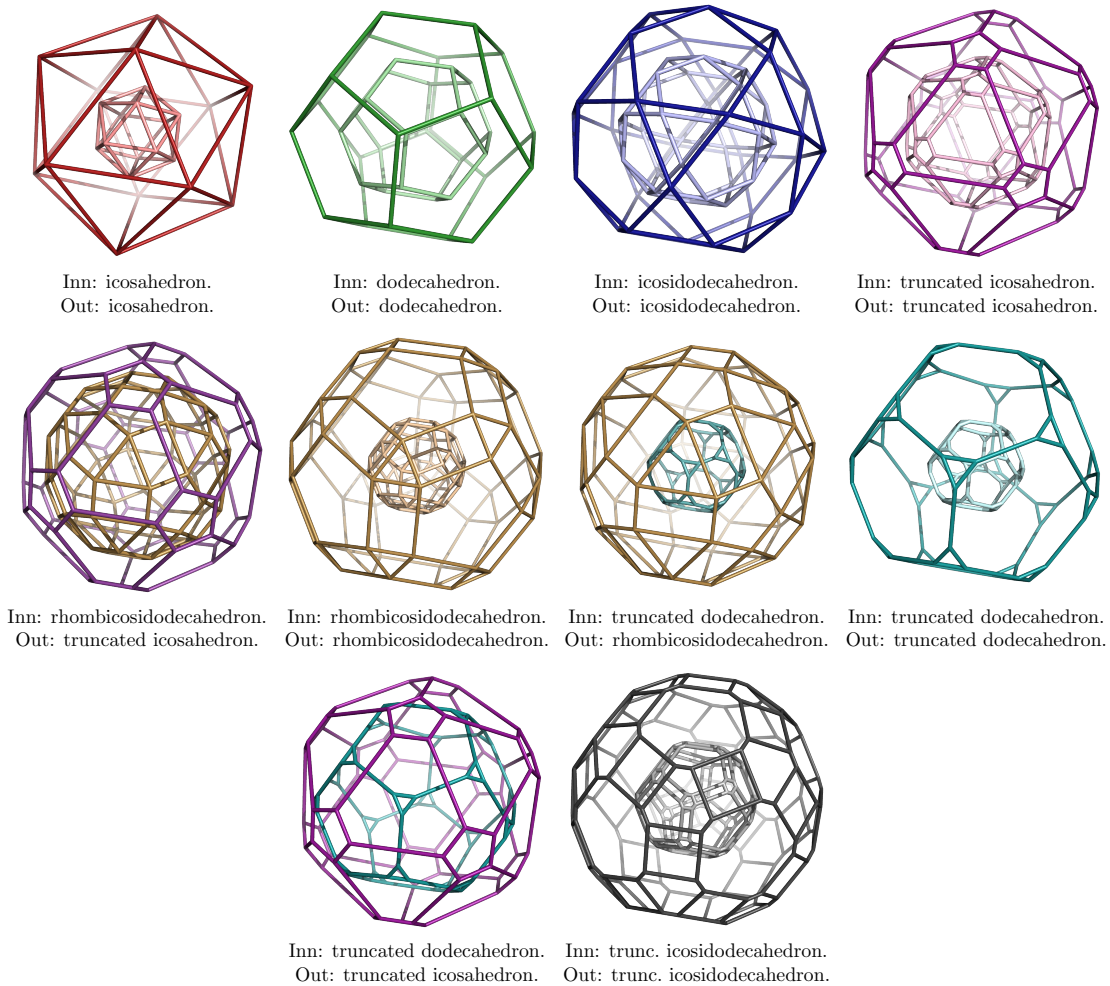 Inn: icosahedron.
Out: icosahedron.
Inn: dodecahedron.
Out: dodecahedron.
Inn: icosidodecahedron.
Out: icosidodecahedron.
Inn: truncated icosahedron.
Out: truncated icosahedron.
Inn: rhombicosidodecahedron.
Out: truncated icosahedron.
Inn: rhombicosidodecahedron.
Out: rhombicosidodecahedron.
Inn: truncated dodecahedron.
Out: rhombicosidodecahedron.
Inn: truncated dodecahedron.
Out: truncated dodecahedron.
Inn: truncated dodecahedron.
Out: truncated icosahedron.
Inn: trunc. icosidodecahedron.
Out: trunc. icosidodecahedron.